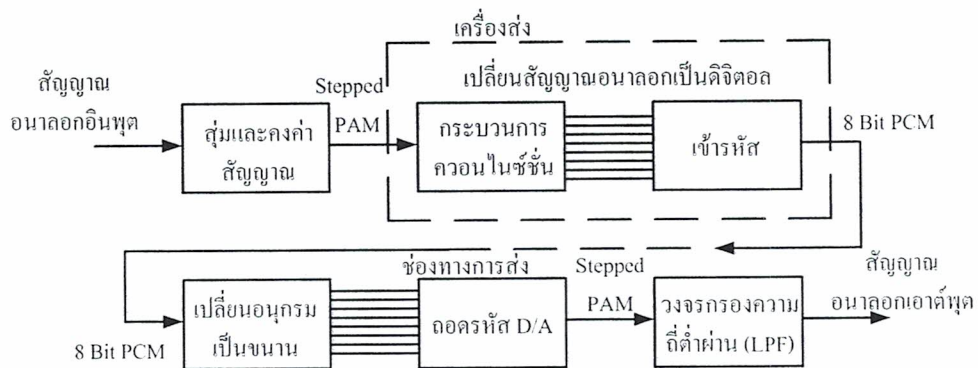 เครื่องส่ง
เปลี่ยนสัญญาณอนาลอกเป็นดิจิตอล
สัญญาณ
อนาลอกอินพุต
สุ่มและคงค่า
สัญญาณ
Stepped
PAM
กระบวนการ
ควอนไนซ์ชั่น
เข้ารหัส
8 Bit PCM
ช่องทางการส่ง
8 Bit PCM
เปลี่ยนอนุกรม
เป็นขนาน
ถอดรหัส D/A
Stepped
PAM
วงจรกรองความ
ถี่ต่ำผ่าน (LPF)
สัญญาณ
อนาลอกเอาต์พุต